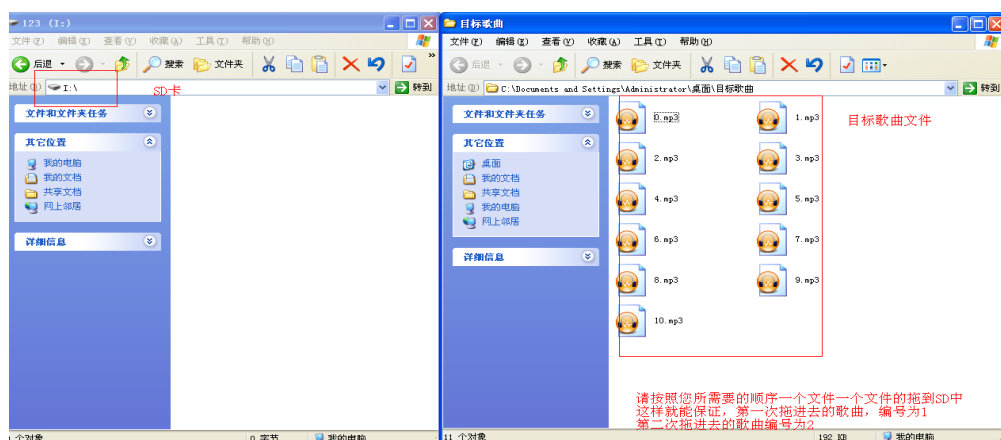 123 (I:)
文件(F) 编辑(E) 查看(V) 收藏(A) 工具(T) 帮助(H)
后退 搜索 文件夹 »
地址(D) I:\ 转到
SD卡
文件和文件夹任务
其它位置
我的电脑
我的文档
共享文档
网上邻居
详细信息
个对象 0 字节 我的电脑
目标歌曲
文件(F) 编辑(E) 查看(V) 收藏(A) 工具(T) 帮助(H)
后退 搜索 文件夹
地址(D) C:\Documents and Settings\Administrator\桌面\目标歌曲 转到
文件和文件夹任务
其它位置
桌面
我的文档
共享文档
我的电脑
网上邻居
详细信息
0.mp3 1.mp3
2.mp3 3.mp3
4.mp3 5.mp3
6.mp3 7.mp3
8.mp3 9.mp3
10.mp3
目标歌曲文件
请按照您所需要的顺序一个文件一个文件的拖到SD中
这样就能保证，第一次拖进去的歌曲，编号为1
第二次拖进去的歌曲编号为2
11 个对象 192 KB 我的电脑